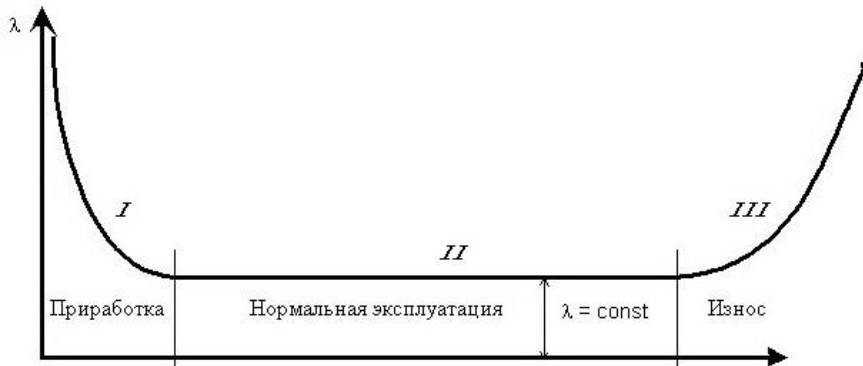 λ
I
III
II
Приработка
Нормальная эксплуатация
λ = const
Износ